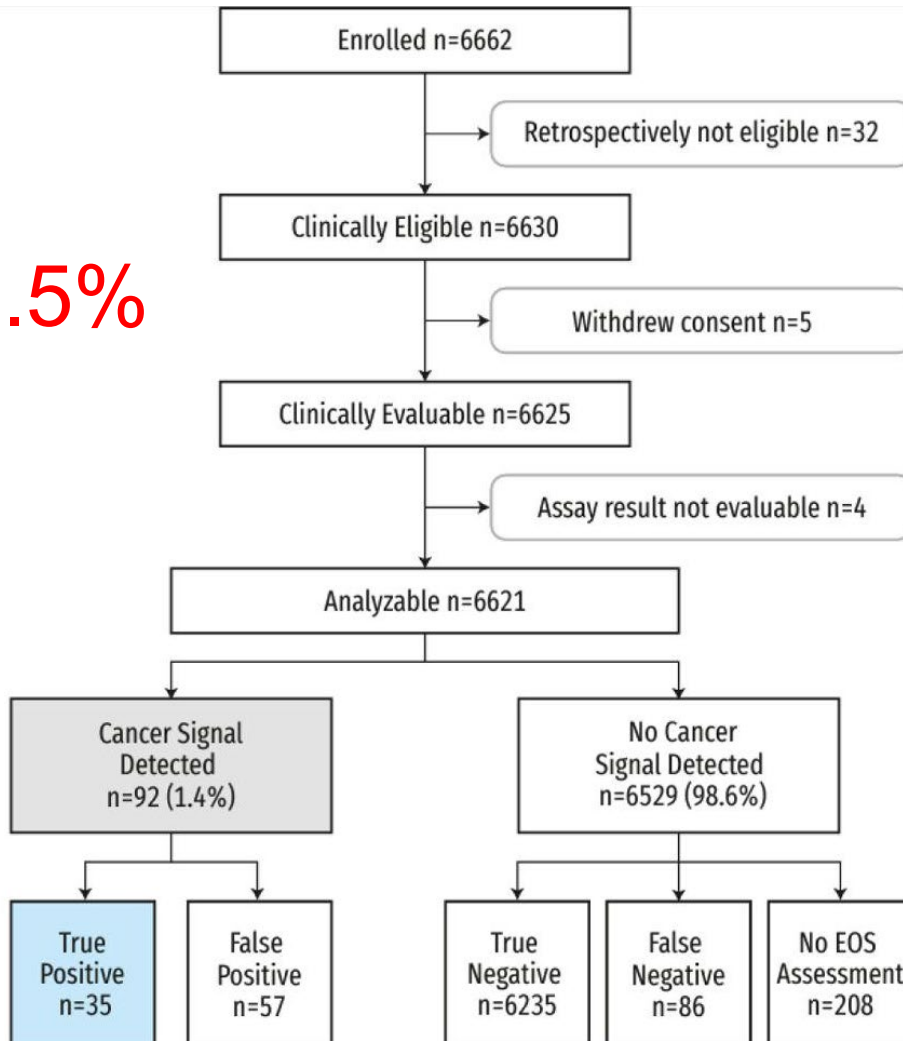 Enrolled n=6662
Retrospectively not eligible n=32
Clinically Eligible n=6630
.5%
Withdrew consent n=5
Clinically Evaluable n=6625
Assay result not evaluable n=4
Analyzable n=6621
Cancer Signal
Detected
n=92 (1.4%)
No Cancer
Signal Detected
n=6529 (98.6%)
True
Positive
n=35
False
Positive
n=57
True
Negative
n=6235
False
Negative
n=86
No EOS
Assessment
n=208